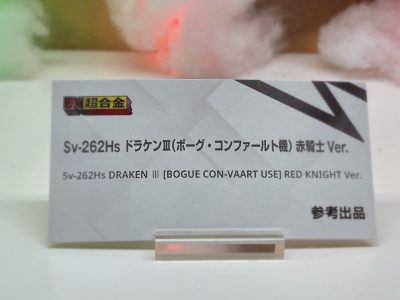 DX超合金
Sv-262Hs ドラケンⅢ(ボーグ・コンファールト機) 赤騎士 Ver.
Sv-262Hs DRAKEN Ⅲ [BOGUE CON-VAART USE] RED KNIGHT Ver.
参考出品